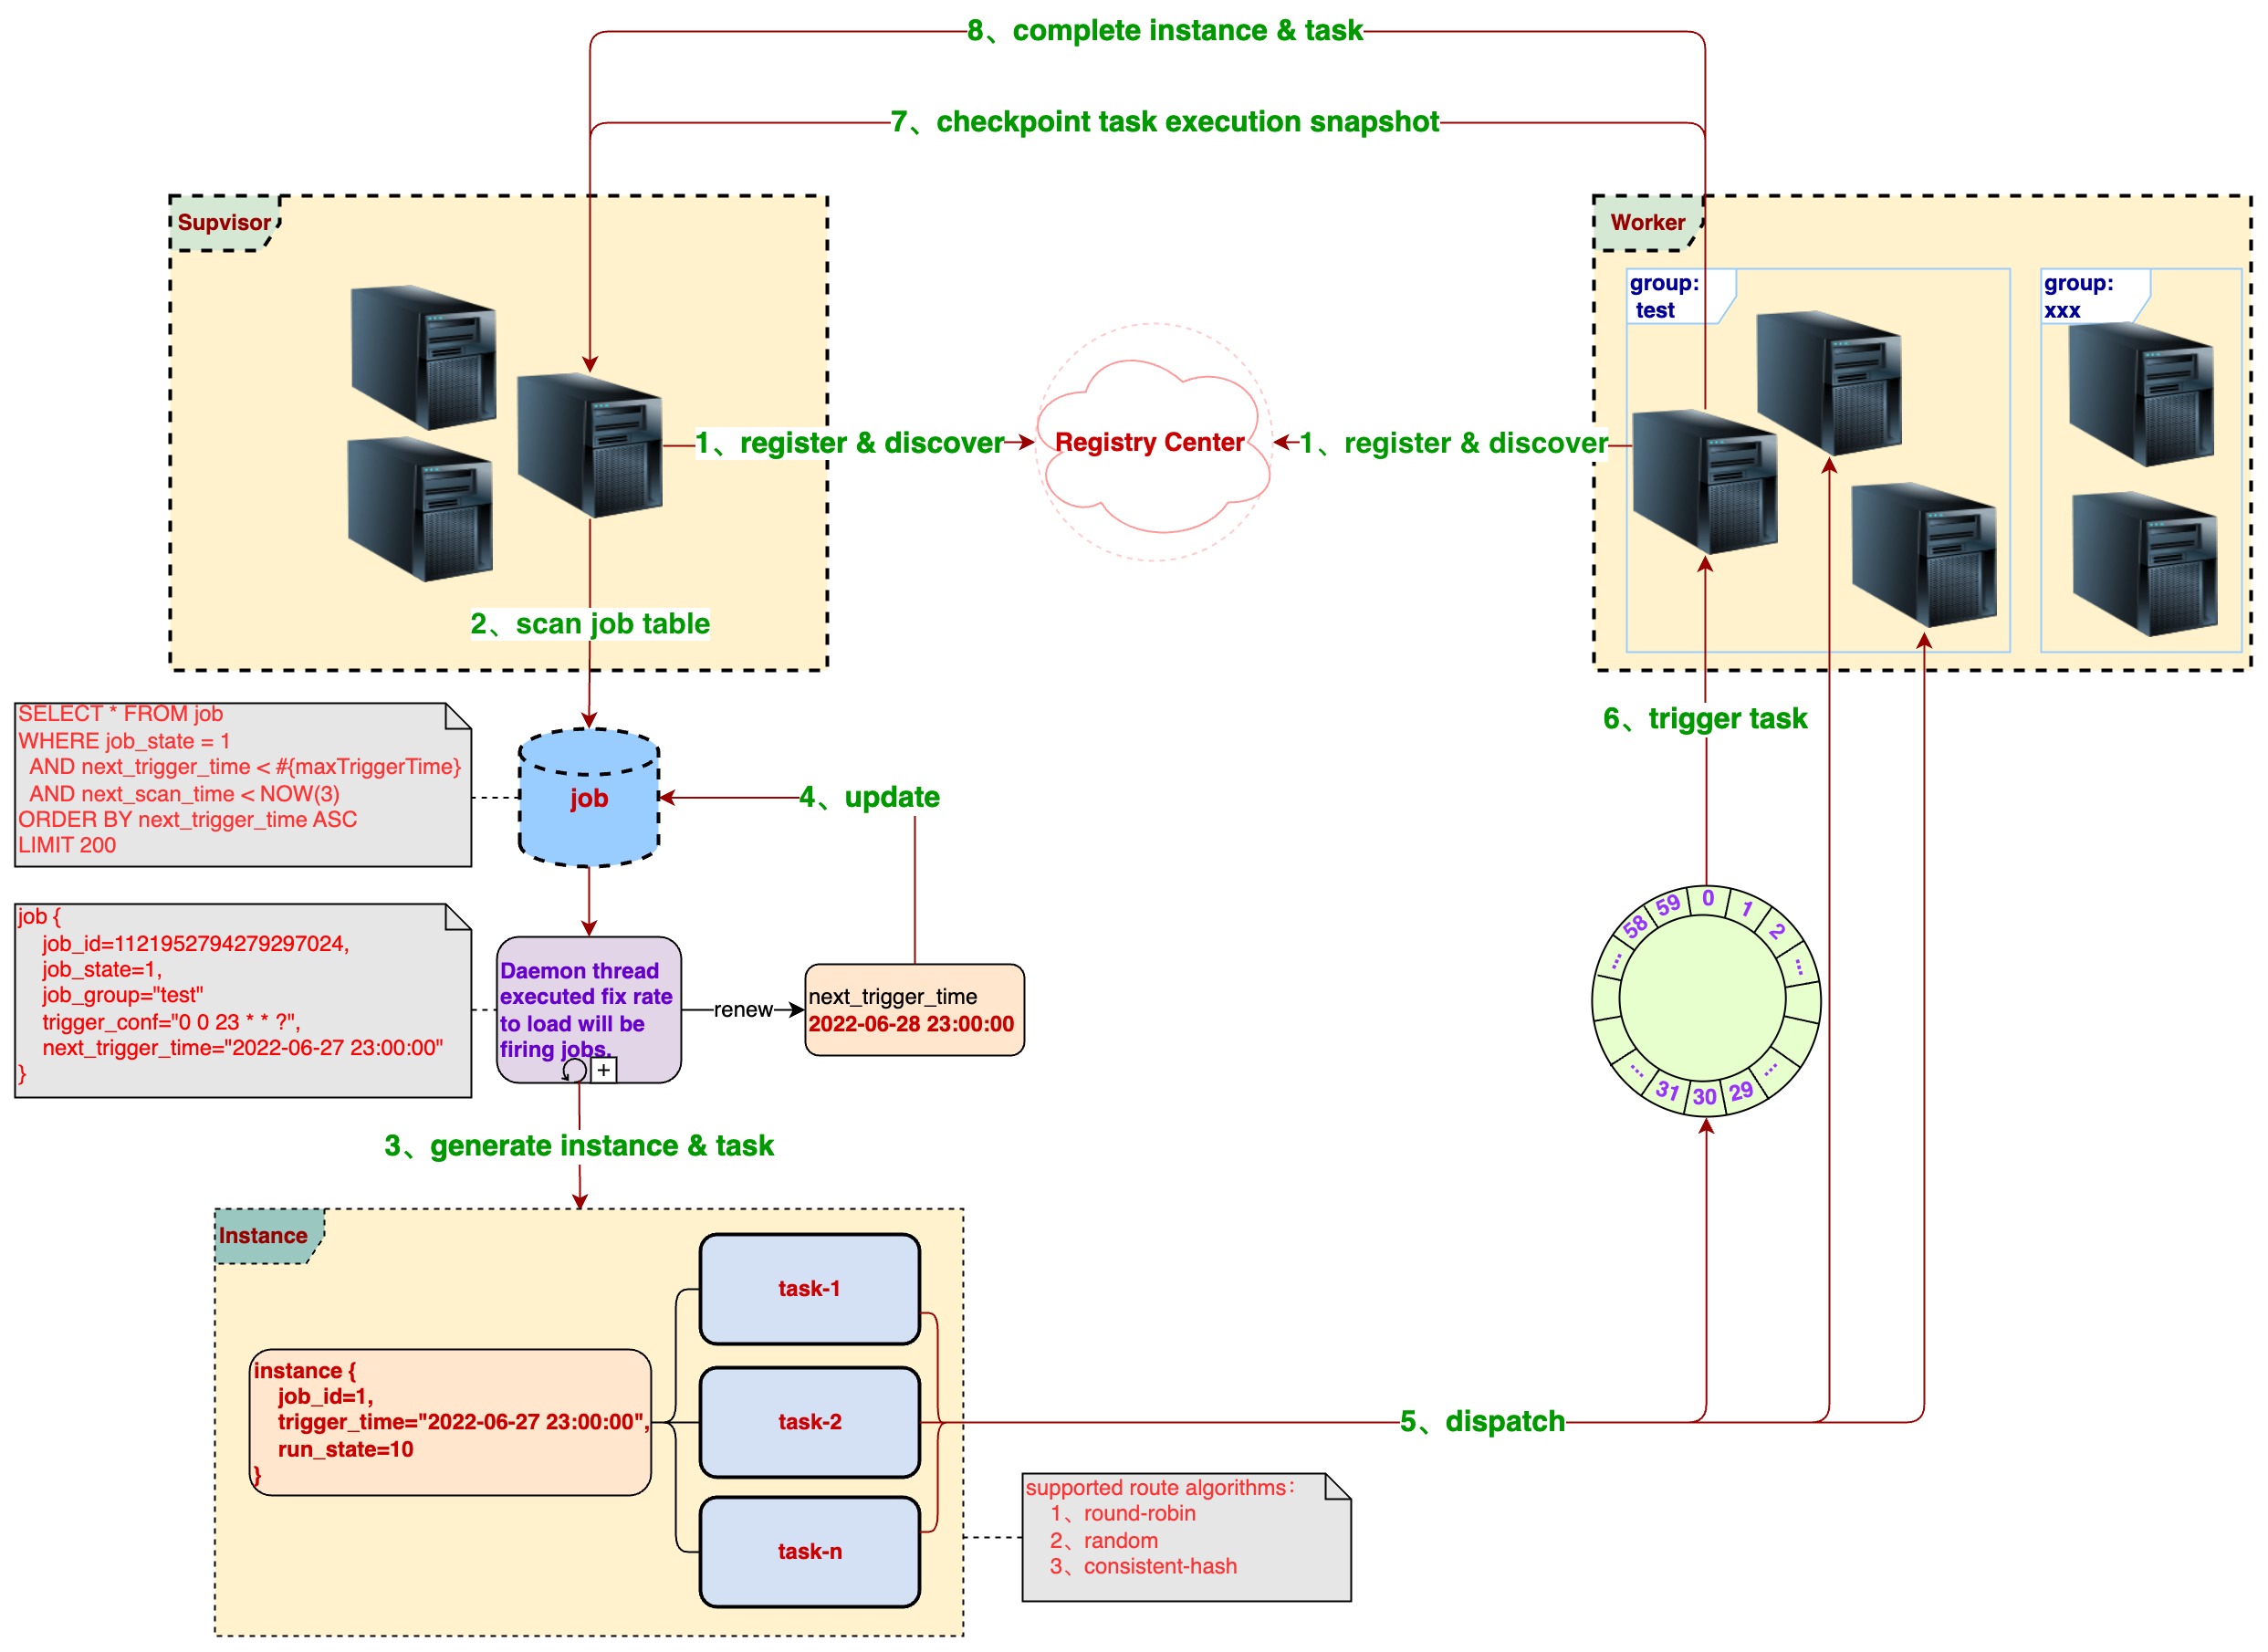 8、complete instance & task
7、checkpoint task execution snapshot
Supvisor
Worker
group:
test
group:
xxx
1、register & discover
Registry Center
1、register & discover
2、scan job table
SELECT * FROM job
WHERE job_state = 1
AND next_trigger_time < #{maxTriggerTime}
AND next_scan_time < NOW(3)
ORDER BY next_trigger_time ASC
LIMIT 200
job
4、update
6、trigger task
job {
job_id=1121952794279297024,
job_state=1,
job_group="test"
trigger_conf="0 0 23 * * ?",
next_trigger_time="2022-06-27 23:00:00"
}
Daemon thread
executed fix rate
to load will be
firing jobs.
+
renew
next_trigger_time
2022-06-28 23:00:00
58
59
0
1
2
...
...
...
31
30
29
...
3、generate instance & task
Instance
instance {
job_id=1,
trigger_time="2022-06-27 23:00:00",
run_state=10
}
task-1
task-2
task-n
5、dispatch
supported route algorithms：
1、round-robin
2、random
3、consistent-hash